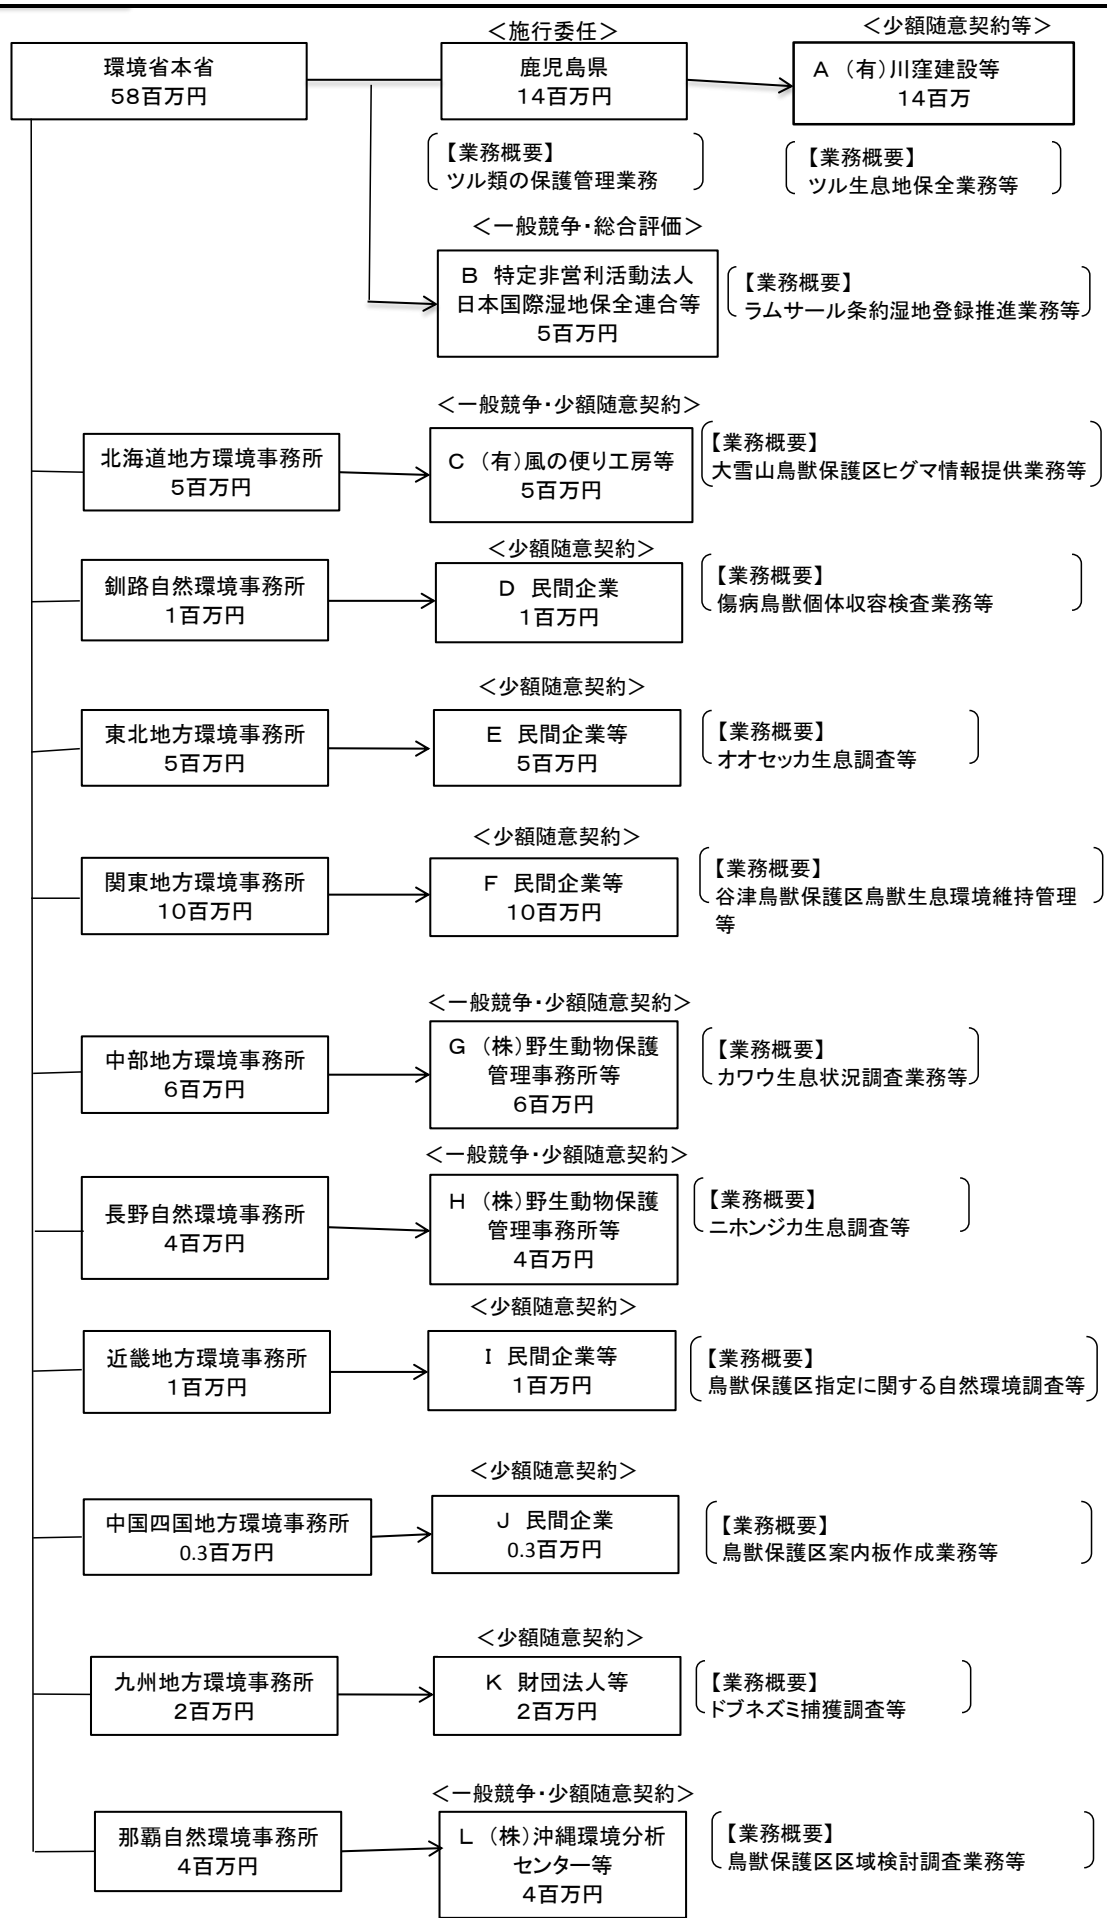 ＜施行委任＞
＜少額随意契約等＞
環境省本省
58百万円
鹿児島県
14百万円
A （有）川窪建設等
14百万
【業務概要】
ツル類の保護管理業務
【業務概要】
ツル生息地保全業務等
＜一般競争・総合評価＞
B 特定非営利活動法人
日本国際湿地保全連合等
5百万円
【業務概要】
ラムサール条約湿地登録推進業務等
＜一般競争・少額随意契約＞
北海道地方環境事務所
5百万円
C （有）風の便り工房等
5百万円
【業務概要】
大雪山鳥獣保護区ヒグマ情報提供業務等
＜少額随意契約＞
釧路自然環境事務所
1百万円
D 民間企業
1百万円
【業務概要】
傷病鳥獣個体収容検査業務等
＜少額随意契約＞
東北地方環境事務所
5百万円
E 民間企業等
5百万円
【業務概要】
オオセッカ生息調査等
＜少額随意契約＞
関東地方環境事務所
10百万円
F 民間企業等
10百万円
【業務概要】
谷津鳥獣保護区鳥獣生息環境維持管理
等
＜一般競争・少額随意契約＞
中部地方環境事務所
6百万円
G （株）野生動物保護
管理事務所等
6百万円
【業務概要】
カワウ生息状況調査業務等
＜一般競争・少額随意契約＞
長野自然環境事務所
4百万円
H （株）野生動物保護
管理事務所等
4百万円
【業務概要】
ニホンジカ生息調査等
＜少額随意契約＞
近畿地方環境事務所
1百万円
I 民間企業等
1百万円
【業務概要】
鳥獣保護区指定に関する自然環境調査等
＜少額随意契約＞
中国四国地方環境事務所
0.3百万円
J 民間企業
0.3百万円
【業務概要】
鳥獣保護区案内板作成業務等
＜少額随意契約＞
九州地方環境事務所
2百万円
K 財団法人等
2百万円
【業務概要】
ドブネズミ捕獲調査等
＜一般競争・少額随意契約＞
那覇自然環境事務所
4百万円
L （株）沖縄環境分析
センター等
4百万円
【業務概要】
鳥獣保護区区域検討調査業務等